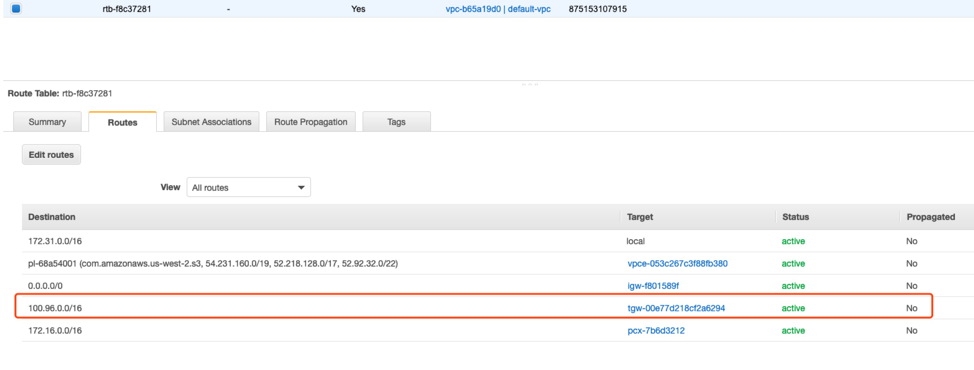 rtb-f8c37281 - Yes vpc-b65a19d0 | default-vpc 875153107915
Route Table: rtb-f8c37281
Summary Routes Subnet Associations Route Propagation Tags
Edit routes
View All routes
Destination Target Status Propagated
172.31.0.0/16 local active No
pl-68a54001 (com.amazonaws.us-west-2.s3, 54.231.160.0/19, 52.218.128.0/17, 52.92.32.0/22) vpce-053c267c3f88fb380 active No
0.0.0.0/0 igw-f801589f active No
100.96.0.0/16 tgw-00e77d218cf2a6294 active No
172.16.0.0/16 pcx-7b6d3212 active No